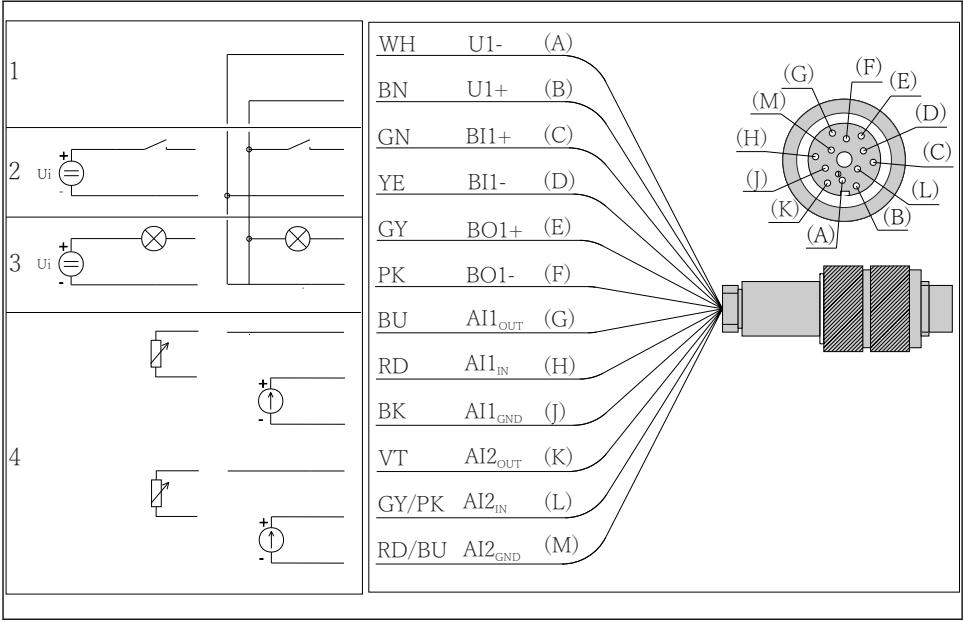 1
2
Ui
+
-
+
3
Ui
+
-
4
+
-
+
-
WH U1- (A)
BN U1+ (B)
GN BI1+ (C)
YE BI1- (D)
GY BO1+ (E)
PK BO1- (F)
BU AI1OUT (G)
RD AI1IN (H)
BK AI1GND (J)
VT AI2OUT (K)
GY/PK AI2IN (L)
RD/BU AI2GND (M)
(F)
(G)
(E)
(M)
(D)
(H)
(C)
(J)
(L)
(K)
(B)
(A)